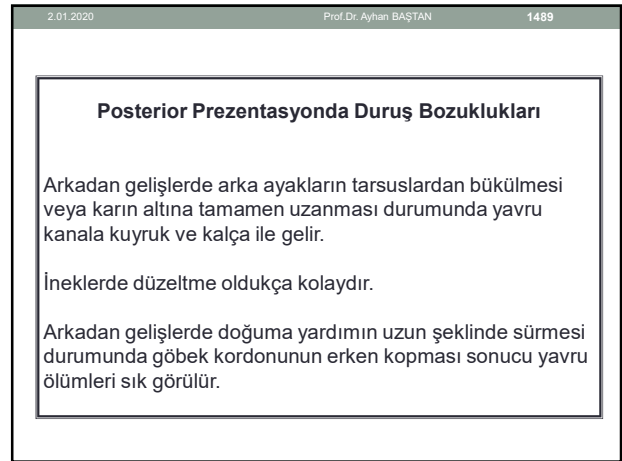 2.01.2020 Prof.Dr. Ayhan BAŞTAN 1489
Posterior Prezentasyonda Duruş Bozuklukları
Arkadan gelişlerde arka ayakların tarsuslardan bükülmesi
veya karın altına tamamen uzanması durumunda yavru
kanala kuyruk ve kalça ile gelir.
İneklerde düzeltme oldukça kolaydır.
Arkadan gelişlerde doğuma yardımın uzun şeklinde sürmesi
durumunda göbek kordonunun erken kopması sonucu yavru
ölümleri sık görülür.